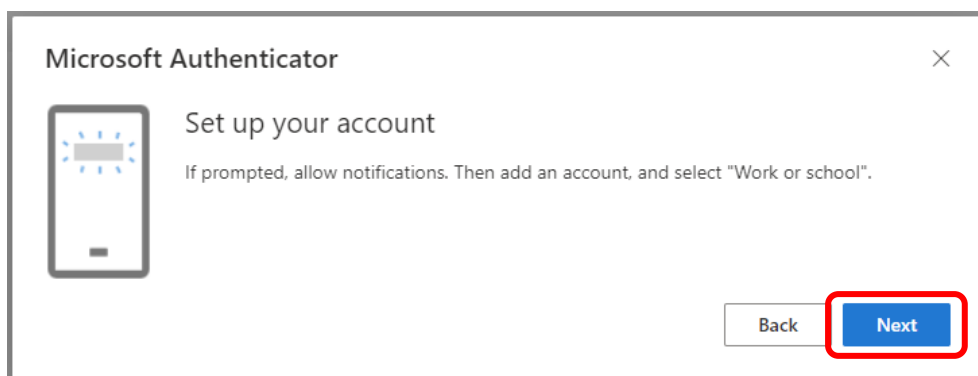 Microsoft Authenticator
Set up your account
If prompted, allow notifications. Then add an account, and select "Work or school".
Back Next